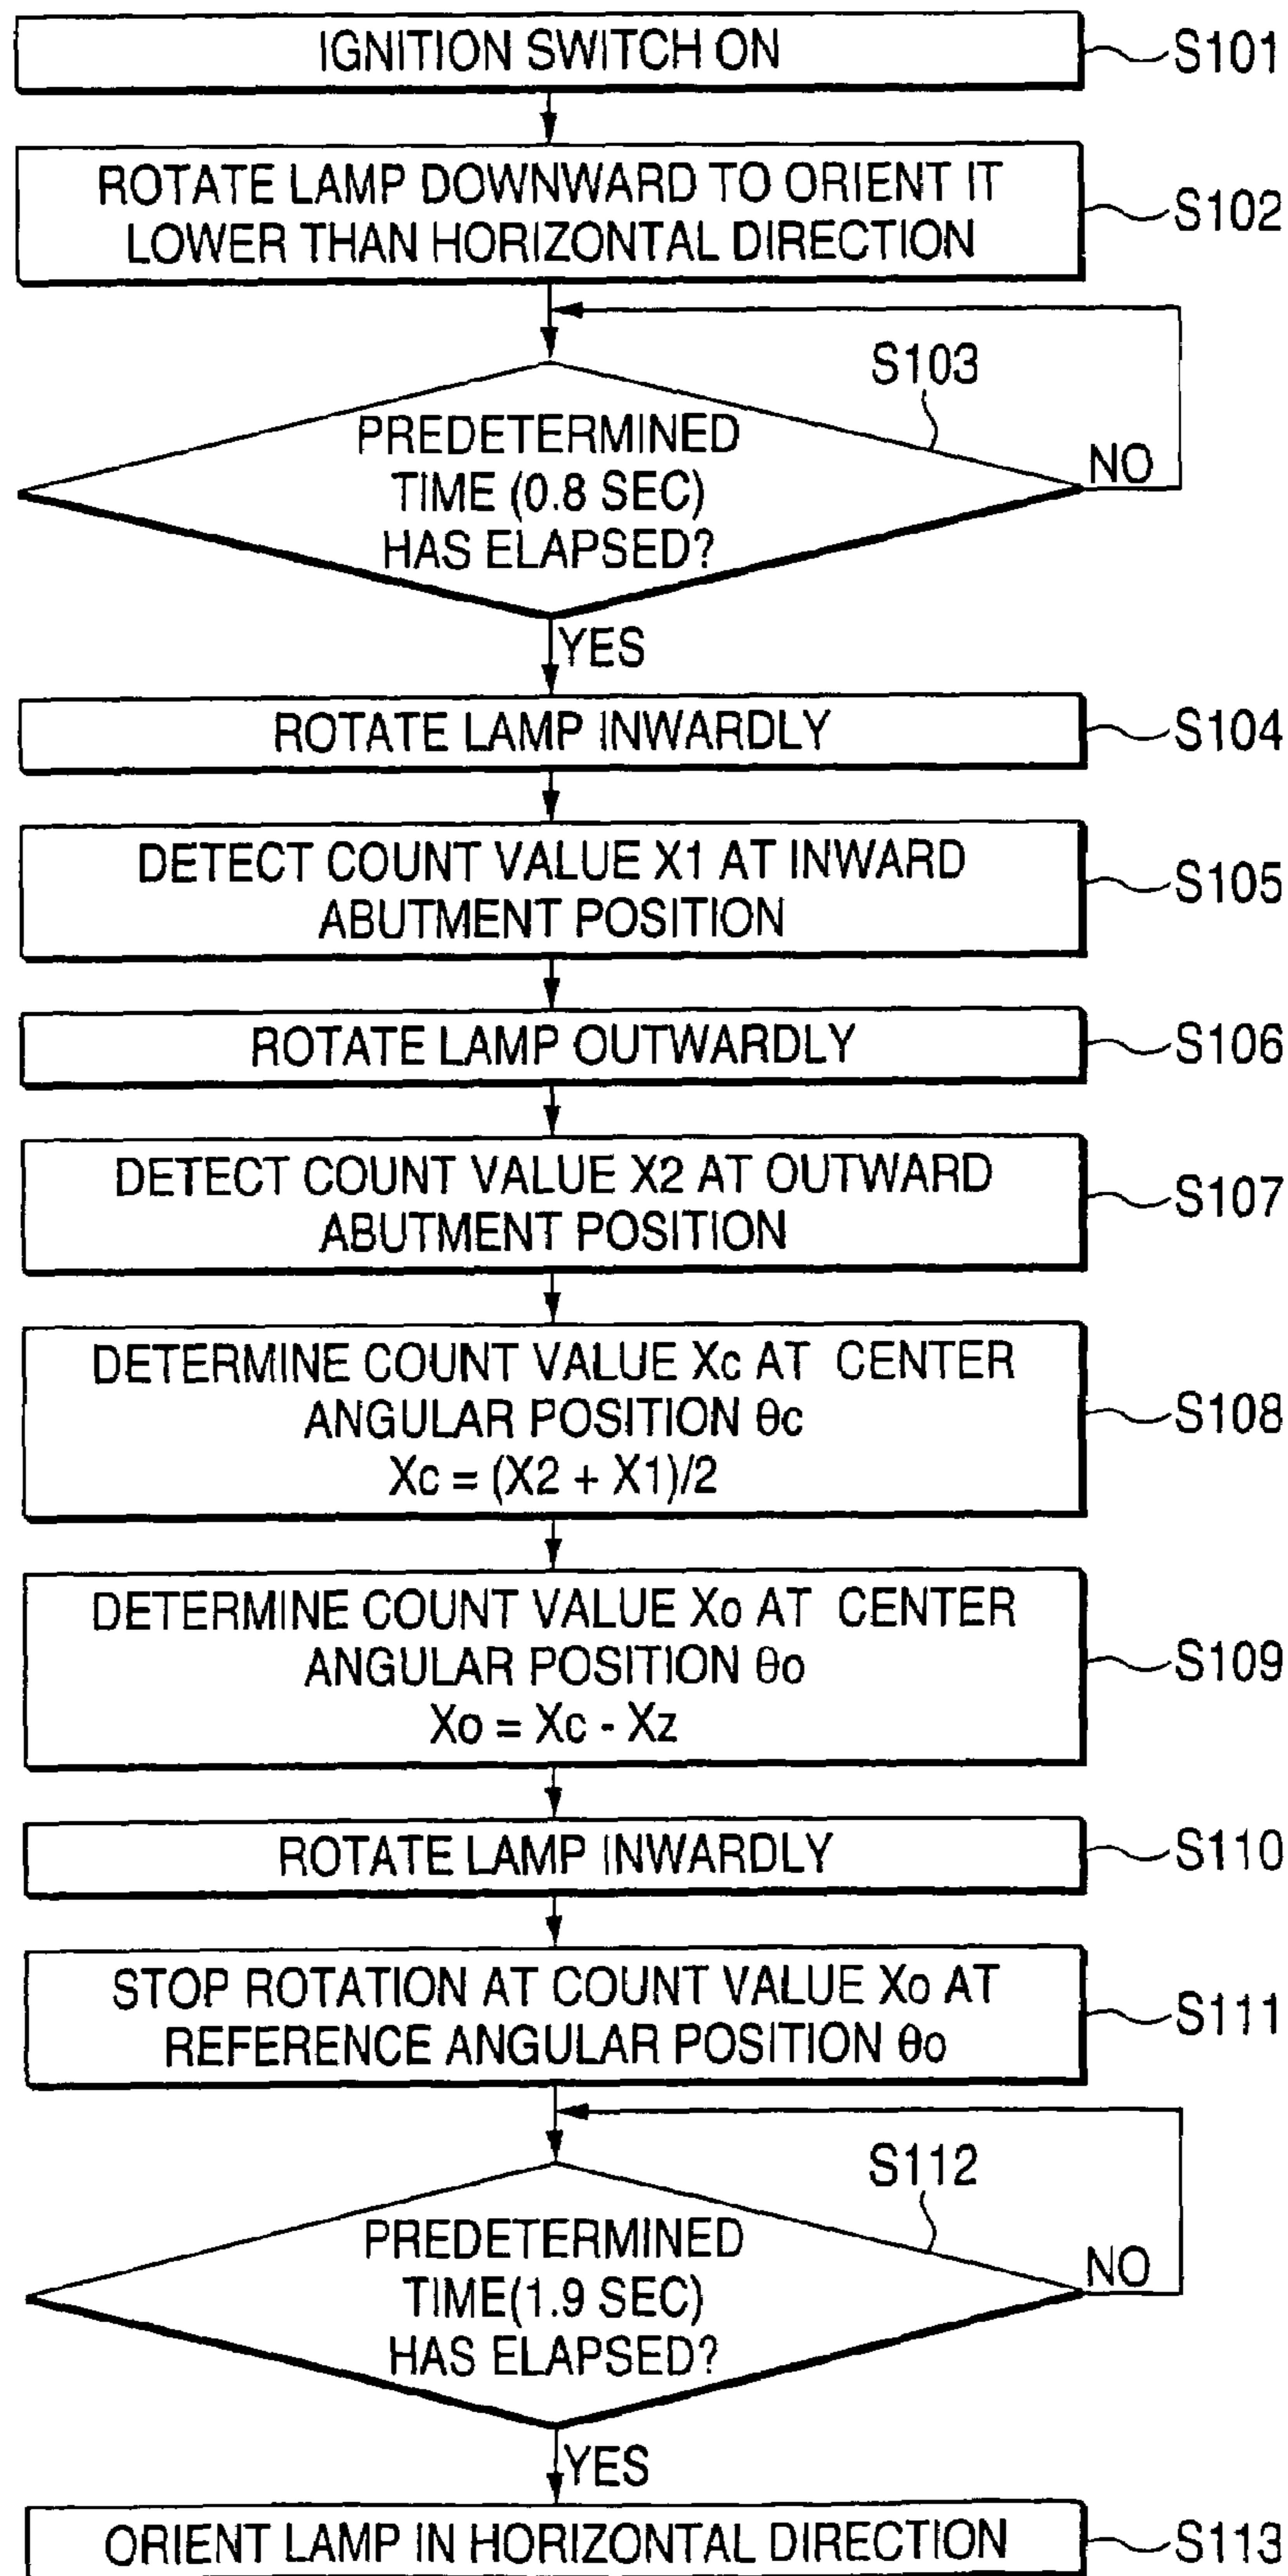 IGNITION SWITCH ON
S101
ROTATE LAMP DOWNWARD TO ORIENT IT
LOWER THAN HORIZONTAL DIRECTION
S102
S103
PREDETERMINED
TIME (0.8 SEC)
HAS ELAPSED?
NO
YES
ROTATE LAMP INWARDLY
S104
DETECT COUNT VALUE X1 AT INWARD
ABUTMENT POSITION
S105
ROTATE LAMP OUTWARDLY
S106
DETECT COUNT VALUE X2 AT OUTWARD
ABUTMENT POSITION
S107
DETERMINE COUNT VALUE Xc AT CENTER
ANGULAR POSITION θc
Xc = (X2 + X1)/2
S108
DETERMINE COUNT VALUE Xo AT CENTER
ANGULAR POSITION θo
Xo = Xc - Xz
S109
ROTATE LAMP INWARDLY
S110
STOP ROTATION AT COUNT VALUE Xo AT
REFERENCE ANGULAR POSITION θo
S111
S112
PREDETERMINED
TIME(1.9 SEC)
HAS ELAPSED?
NO
YES
ORIENT LAMP IN HORIZONTAL DIRECTION
S113